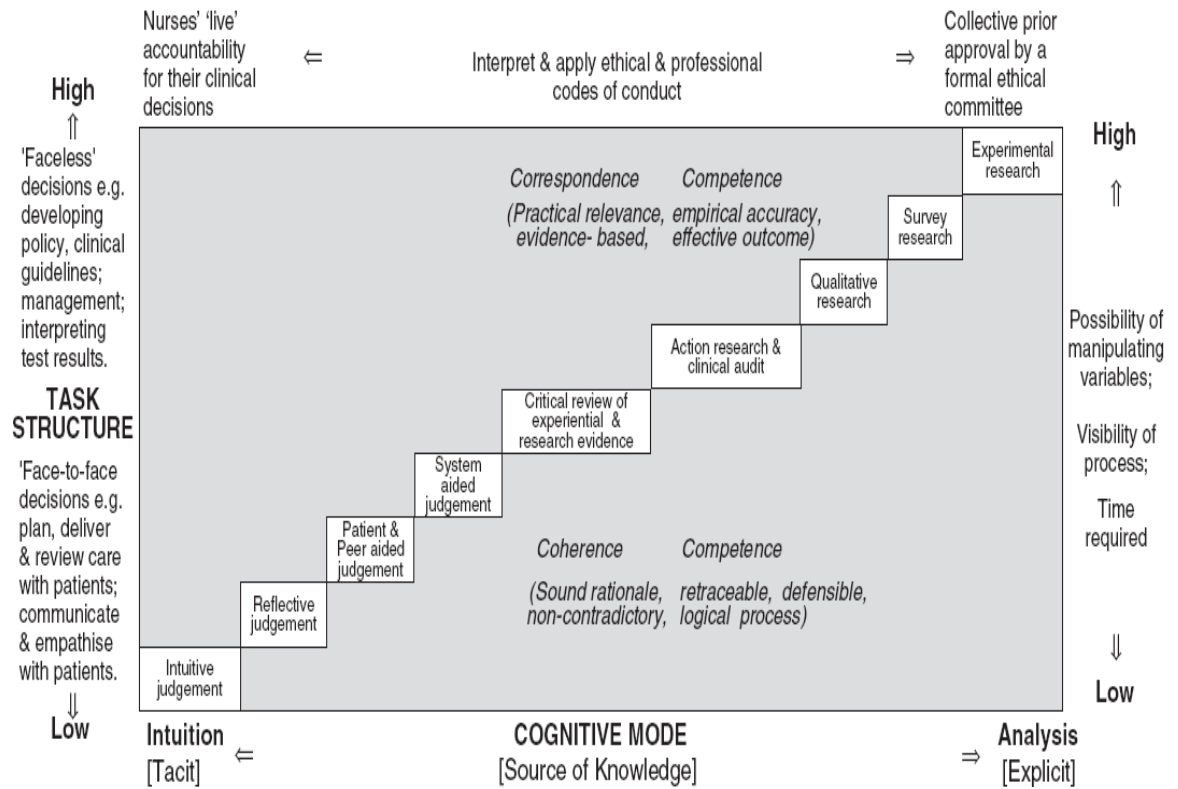 Nurses' 'live'
accountability
for their clinical
decisions
⇐
Interpret & apply ethical & professional
codes of conduct
⇒
Collective prior
approval by a
formal ethical
committee
High
⇑
'Faceless'
decisions e.g.
developing
policy, clinical
guidelines;
management;
interpreting
test results.
TASK
STRUCTURE
'Face-to-face
decisions e.g.
plan, deliver
& review care
with patients;
communicate
& empathise
with patients.
⇓
Low
Correspondence Competence
(Practical relevance, empirical accuracy,
evidence- based, effective outcome)
Experimental
research
Survey
research
Qualitative
research
Action research &
clinical audit
Critical review of
experiential &
research evidence
System
aided
judgement
Patient &
Peer aided
judgement
Reflective
judgement
Intuitive
judgement
Coherence Competence
(Sound rationale, retraceable, defensible,
non-contradictory, logical process)
High
⇑
Possibility of
manipulating
variables;
Visibility of
process;
Time
required
⇓
Low
Intuition
[Tacit]
⇐
COGNITIVE MODE
[Source of Knowledge]
⇒
Analysis
[Explicit]